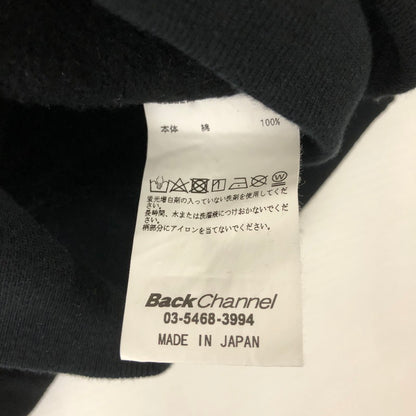 本体 綿 100%
蛍光増白剤の入っていない洗剤を使用してく
ださい。
長時間、水または洗濯機につけおかないでくだ
さい。
柄部分にアイロンを当てないでください。
BackChannel
03-5468-3994
MADE IN JAPAN